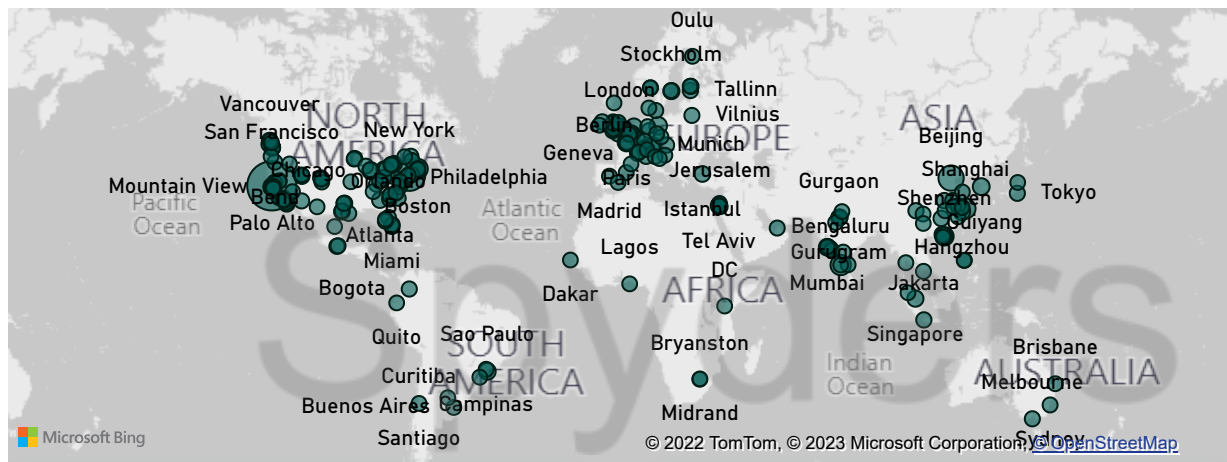 Oulu
Stockholm
London
Tallinn
Vancouver
NORTH
AMERICA
Vilnius
ASIA
San Francisco
New York
Berlin
EUROPE
Beijing
Geneva
Munich
Chicago
Paris
Jerusalem
Shanghai
Mountain View
Bend
Orlando
Philadelphia
Gurgaon
Tokyo
Pacific
Ocean
Palo Alto
Boston
Atlantic
Ocean
Madrid
Istanbul
Bengaluru
Shenzhen
Guiyang
Atlanta
Lagos
Tel Aviv
Gurugram
Hangzhou
Miami
DC
Bogota
Dakar
AFRICA
Mumbai
Jakarta
Spyders
Quito
Sao Paulo
SOUTH
AMERICA
Bryanston
Singapore
Brisbane
Curitiba
Indian
Ocean
AUSTRALIA
Melbourne
Buenos Aires
Campinas
Midrand
Santiago
Sydney
Microsoft Bing
© 2022 TomTom, © 2023 Microsoft Corporation, © OpenStreetMap